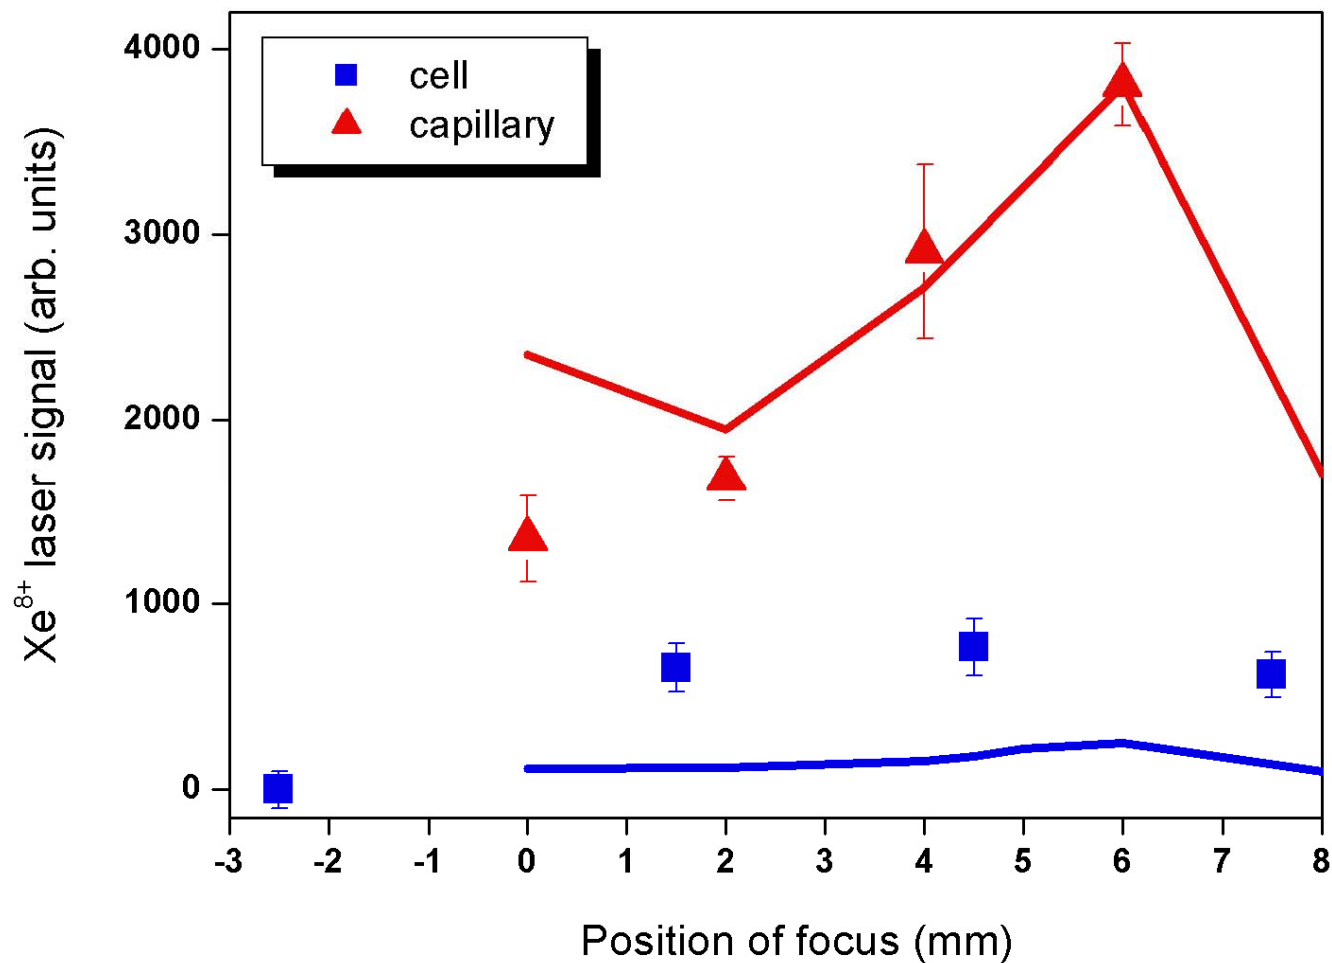 cell
capillary
4000
3000
2000
1000
0
Xe8+ laser signal (arb. units)
-3 -2 -1 0 1 2 3 4 5 6 7 8
Position of focus (mm)